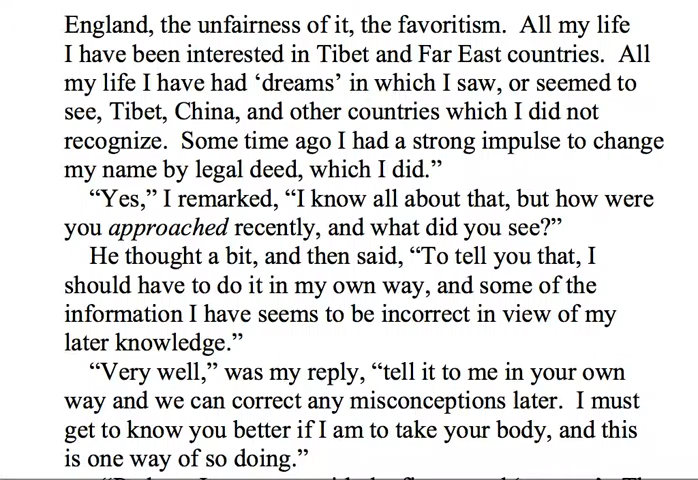 England, the unfairness of it, the favoritism.  All my life
I have been interested in Tibet and Far East countries.  All
my life I have had ‘dreams’ in which I saw, or seemed to
see, Tibet, China, and other countries which I did not
recognize.  Some time ago I had a strong impulse to change
my name by legal deed, which I did.”
“Yes,” I remarked, “I know all about that, but how were
you approached recently, and what did you see?”
He thought a bit, and then said, “To tell you that, I
should have to do it in my own way, and some of the
information I have seems to be incorrect in view of my
later knowledge.”
“Very well,” was my reply, “tell it to me in your own
way and we can correct any misconceptions later.  I must
get to know you better if I am to take your body, and this
is one way of so doing.”